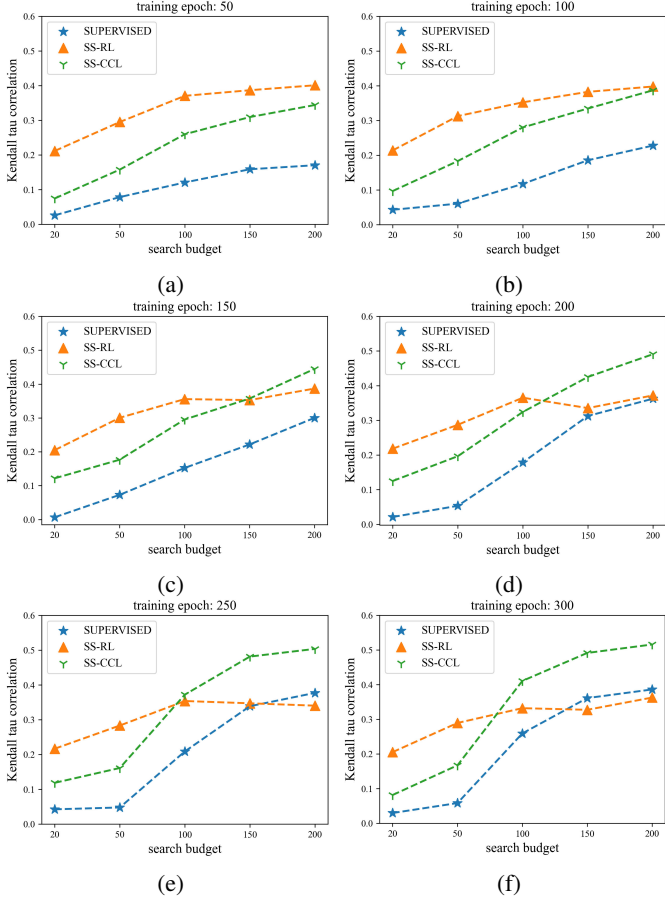 training epoch: 50
0.6
0.5
0.4
0.3
0.2
0.1
0.0
Kendall tau correlation
SUPERVISED
SS-RL
SS-CCL
20 50 100 150 200
search budget
(a)
training epoch: 100
0.6
0.5
0.4
0.3
0.2
0.1
0.0
Kendall tau correlation
SUPERVISED
SS-RL
SS-CCL
20 50 100 150 200
search budget
(b)
training epoch: 150
0.6
0.5
0.4
0.3
0.2
0.1
0.0
Kendall tau correlation
SUPERVISED
SS-RL
SS-CCL
20 50 100 150 200
search budget
(c)
training epoch: 200
0.6
0.5
0.4
0.3
0.2
0.1
0.0
Kendall tau correlation
SUPERVISED
SS-RL
SS-CCL
20 50 100 150 200
search budget
(d)
training epoch: 250
0.6
0.5
0.4
0.3
0.2
0.1
0.0
Kendall tau correlation
SUPERVISED
SS-RL
SS-CCL
20 50 100 150 200
search budget
(e)
training epoch: 300
0.6
0.5
0.4
0.3
0.2
0.1
0.0
Kendall tau correlation
SUPERVISED
SS-RL
SS-CCL
20 50 100 150 200
search budget
(f)